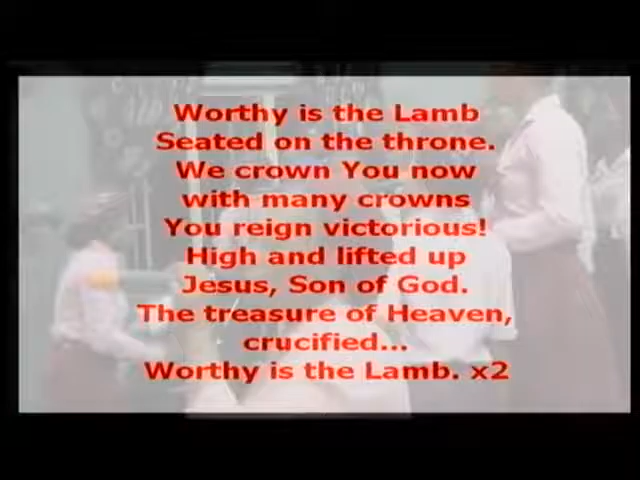 Worthy is the Lamb
Seated on the throne.
We crown You now
with many crowns
You reign victorious!
High and lifted up
Jesus, Son of God.
The treasure of Heaven,
crucified...
Worthy is the Lamb. x2